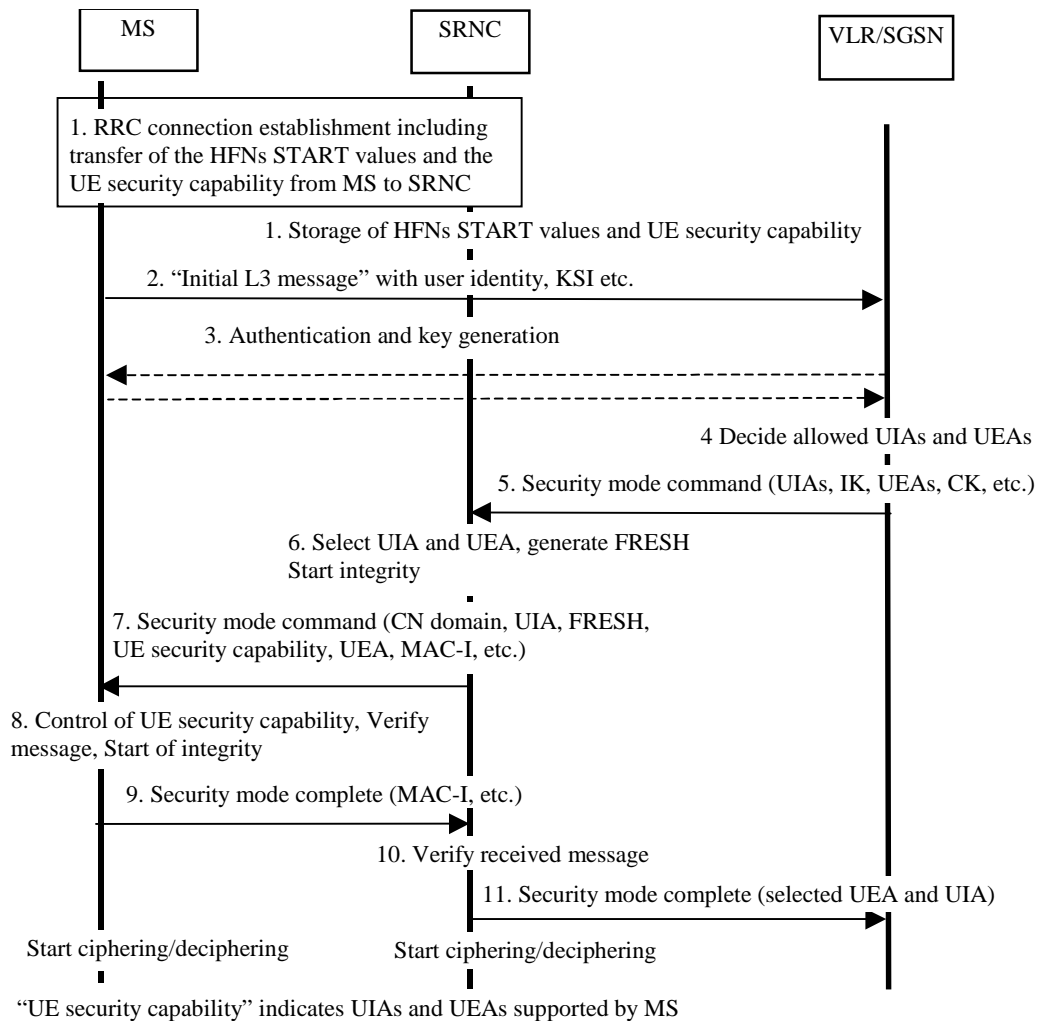 MS
SRNC
VLR/SGSN
1. RRC connection establishment including
transfer of the HFNs START values and the
UE security capability from MS to SRNC
1. Storage of HFNs START values and UE security capability
2. “Initial L3 message” with user identity, KSI etc.
3. Authentication and key generation
4 Decide allowed UIAs and UEAs
5. Security mode command (UIAs, IK, UEAs, CK, etc.)
6. Select UIA and UEA, generate FRESH
Start integrity
7. Security mode command (CN domain, UIA, FRESH,
UE security capability, UEA, MAC-I, etc.)
8. Control of UE security capability, Verify
message, Start of integrity
9. Security mode complete (MAC-I, etc.)
10. Verify received message
11. Security mode complete (selected UEA and UIA)
Start ciphering/deciphering
Start ciphering/deciphering
“UE security capability” indicates UIAs and UEAs supported by MS